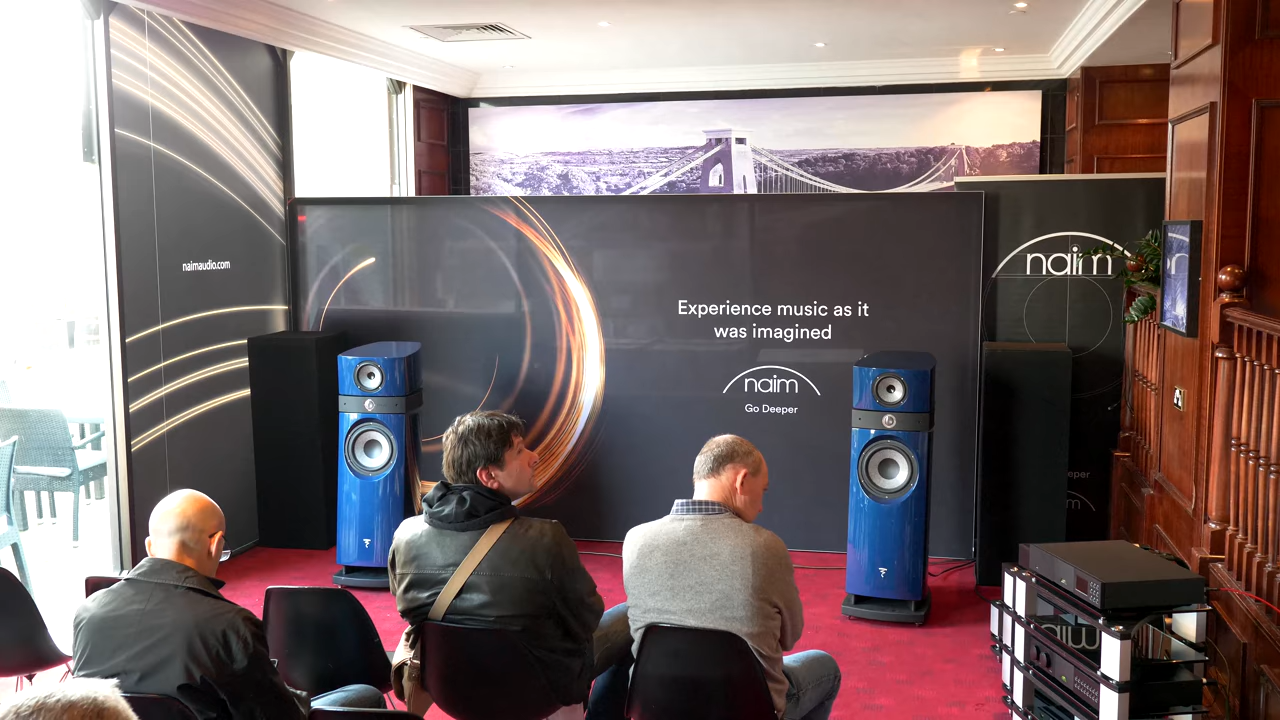 naimaudio.com
Experience music as it
was imagined
naim
Go Deeper
naim